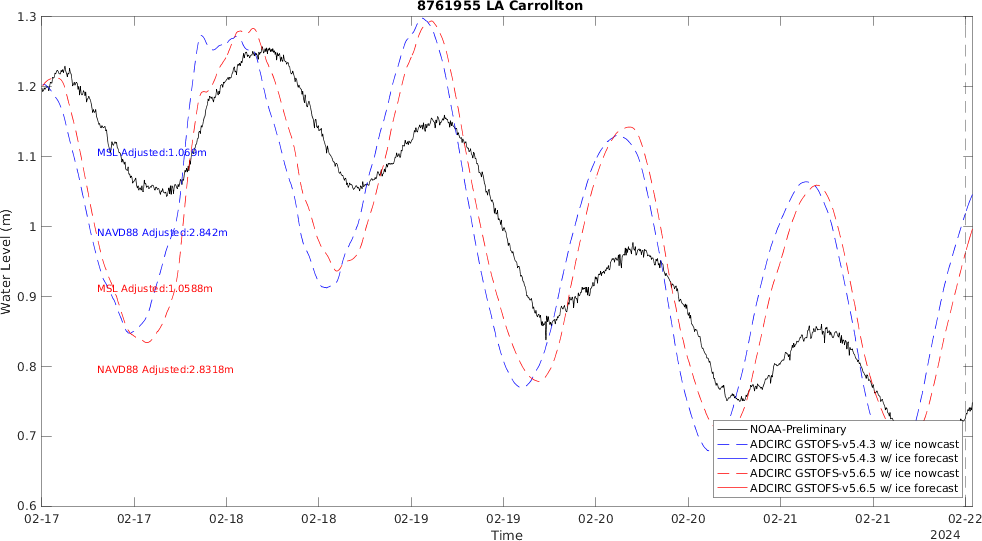 8761955 LA Carrollton
1.3
1.2
1.1
1
0.9
0.8
0.7
0.6
Water Level (m)
MSL Adjusted:1.069m
NAVD88 Adjusted:2.842m
MSL Adjusted:1.0588m
NAVD88 Adjusted:2.8318m
NOAA-Preliminary
ADCIRC GSTOFS-v5.4.3 w/ ice nowcast
ADCIRC GSTOFS-v5.4.3 w/ ice forecast
ADCIRC GSTOFS-v5.6.5 w/ ice nowcast
ADCIRC GSTOFS-v5.6.5 w/ ice forecast
02-17 02-17 02-18 02-18 02-19 02-19 02-20 02-20 02-21 02-21 02-22
Time
2024